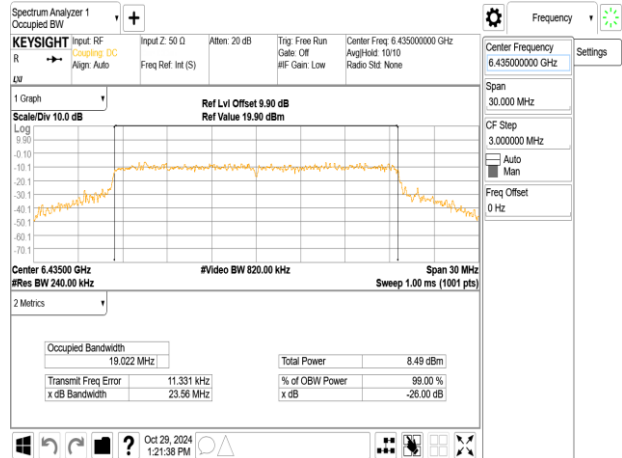 Spectrum Analyzer 1
Occupied BW
KEYSIGHT
R
Input: RF
Coupling: DC
Align: Auto
Input Z: 50 Ω
Freq Ref: Int (S)
Atten: 20 dB
Trig: Free Run
Gate: Off
#IF Gain: Low
Center Freq: 6.435000000 GHz
Avg|Hold: 10/10
Radio Std: None
1 Graph
Scale/Div 10.0 dB
Ref Lvl Offset 9.90 dB
Ref Value 19.90 dBm
Log
9.90
-0.10
-10.1
-20.1
-30.1
-40.1
-50.1
-60.1
-70.1
Center 6.43500 GHz
#Res BW 240.00 kHz
#Video BW 820.00 kHz
Span 30 MHz
Sweep 1.00 ms (1001 pts)
2 Metrics
Occupied Bandwidth
19.022 MHz
Transmit Freq Error 11.331 kHz
x dB Bandwidth 23.56 MHz
Total Power 8.49 dBm
% of OBW Power 99.00 %
x dB -26.00 dB
Oct 29, 2024
1:21:38 PM
Frequency
Center Frequency
6.435000000 GHz
Settings
Span
30.000 MHz
CF Step
3.000000 MHz
Auto
Man
Freq Offset
0 Hz